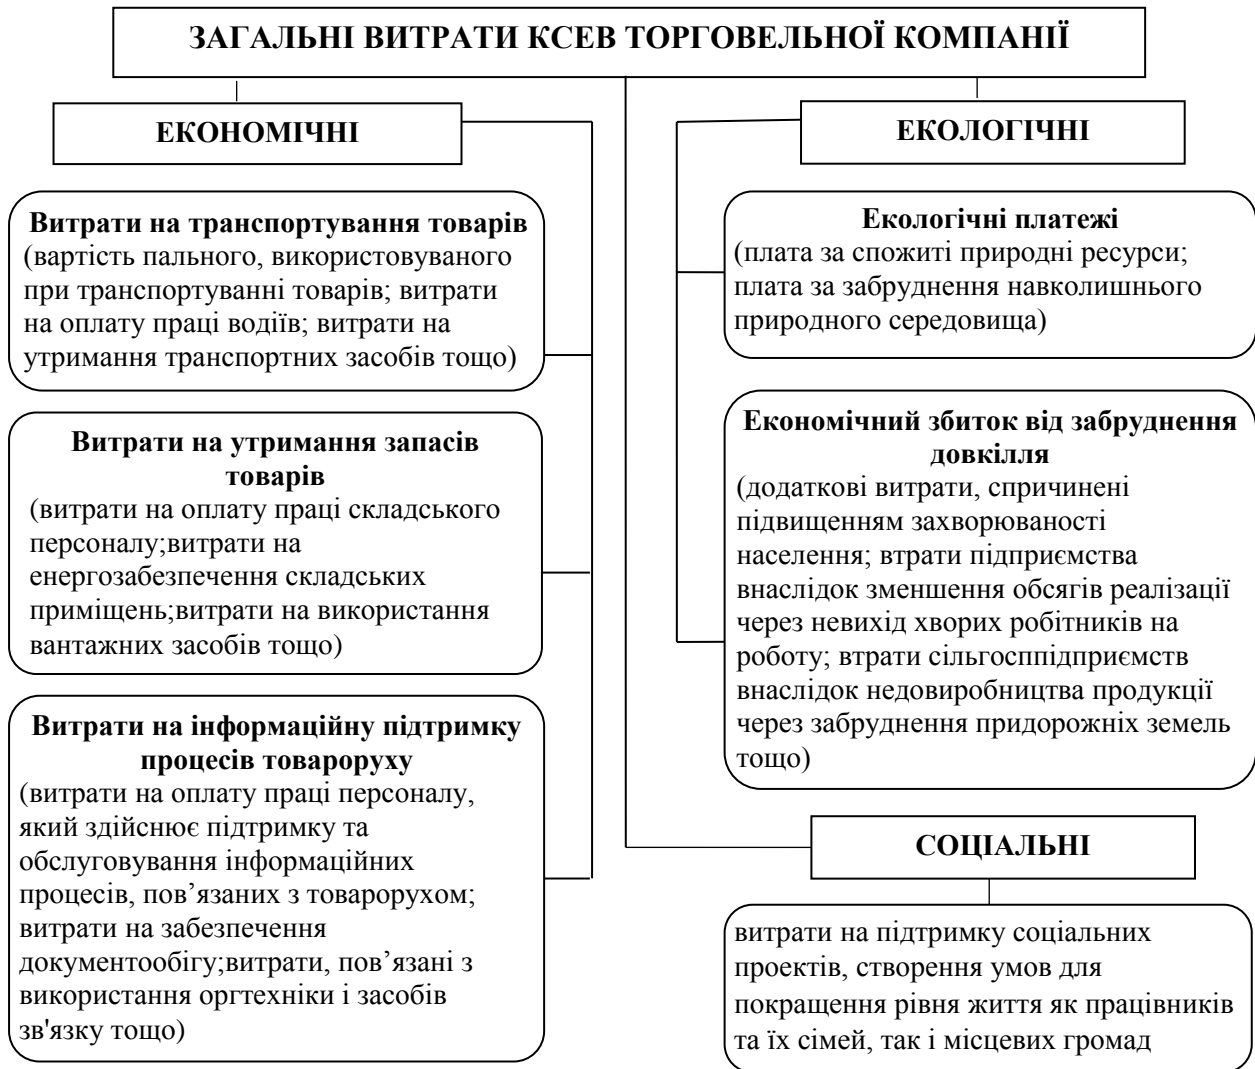 ЗАГАЛЬНІ ВИТРАТИ КСЕВ ТОРГОВЕЛЬНОЇ КОМПАНІЇ
ЕКОНОМІЧНІ
Витрати на транспортування товарів
(вартість пального, використовуваного
при транспортуванні товарів; витрати
на оплату праці водіїв; витрати на
утримання транспортних засобів тощо)
Витрати на утримання запасів
товарів
(витрати на оплату праці складського
персоналу;витрати на
енергозабезпечення складських
приміщень;витрати на використання
вантажних засобів тощо)
Витрати на інформаційну підтримку
процесів товароруху
(витрати на оплату праці персоналу,
який здійснює підтримку та
обслуговування інформаційних
процесів, пов’язаних з товарорухом;
витрати на забезпечення
документообігу;витрати, пов’язані з
використання оргтехніки і засобів
зв'язку тощо)
ЕКОЛОГІЧНІ
Екологічні платежі
(плата за спожиті природні ресурси;
плата за забруднення навколишнього
природного середовища)
Економічний збиток від забруднення
довкілля
(додаткові витрати, спричинені
підвищенням захворюваності
населення; втрати підприємства
внаслідок зменшення обсягів реалізації
через невихід хворих робітників на
роботу; втрати сільгосппідприємств
внаслідок недовиробництва продукції
через забруднення придорожніх земель
тощо)
СОЦІАЛЬНІ
витрати на підтримку соціальних
проектів, створення умов для
покращення рівня життя як працівників
та їх сімей, так і місцевих громад